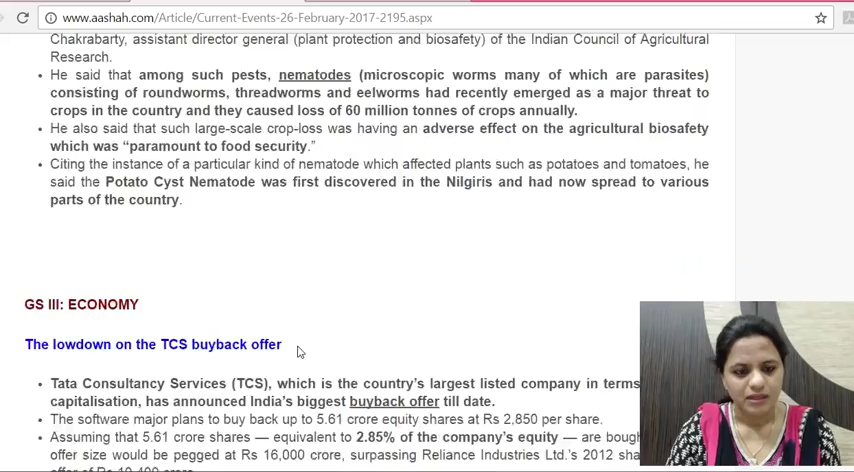 www.aashah.com/Article/Current-Events-26-February-2017-2195.aspx
Chakrabarty, assistant director general (plant protection and biosafety) of the Indian Council of Agricultural
Research.
• He said that among such pests, nematodes (microscopic worms many of which are parasites)
consisting of roundworms, threadworms and eelworms had recently emerged as a major threat to
crops in the country and they caused loss of 60 million tonnes of crops annually.
• He also said that such large-scale crop-loss was having an adverse effect on the agricultural biosafety
which was “paramount to food security.”
• Citing the instance of a particular kind of nematode which affected plants such as potatoes and tomatoes, he
said the Potato Cyst Nematode was first discovered in the Nilgiris and had now spread to various
parts of the country.
GS III: ECONOMY
The lowdown on the TCS buyback offer
• Tata Consultancy Services (TCS), which is the country’s largest listed company in terms
capitalisation, has announced India’s biggest buyback offer till date.
• The software major plans to buy back up to 5.61 crore equity shares at Rs 2,850 per share.
• Assuming that 5.61 crore shares — equivalent to 2.85% of the company’s equity — are bough
offer size would be pegged at Rs 16,000 crore, surpassing Reliance Industries Ltd.’s 2012 sha
offer of Rs 10,400 crore